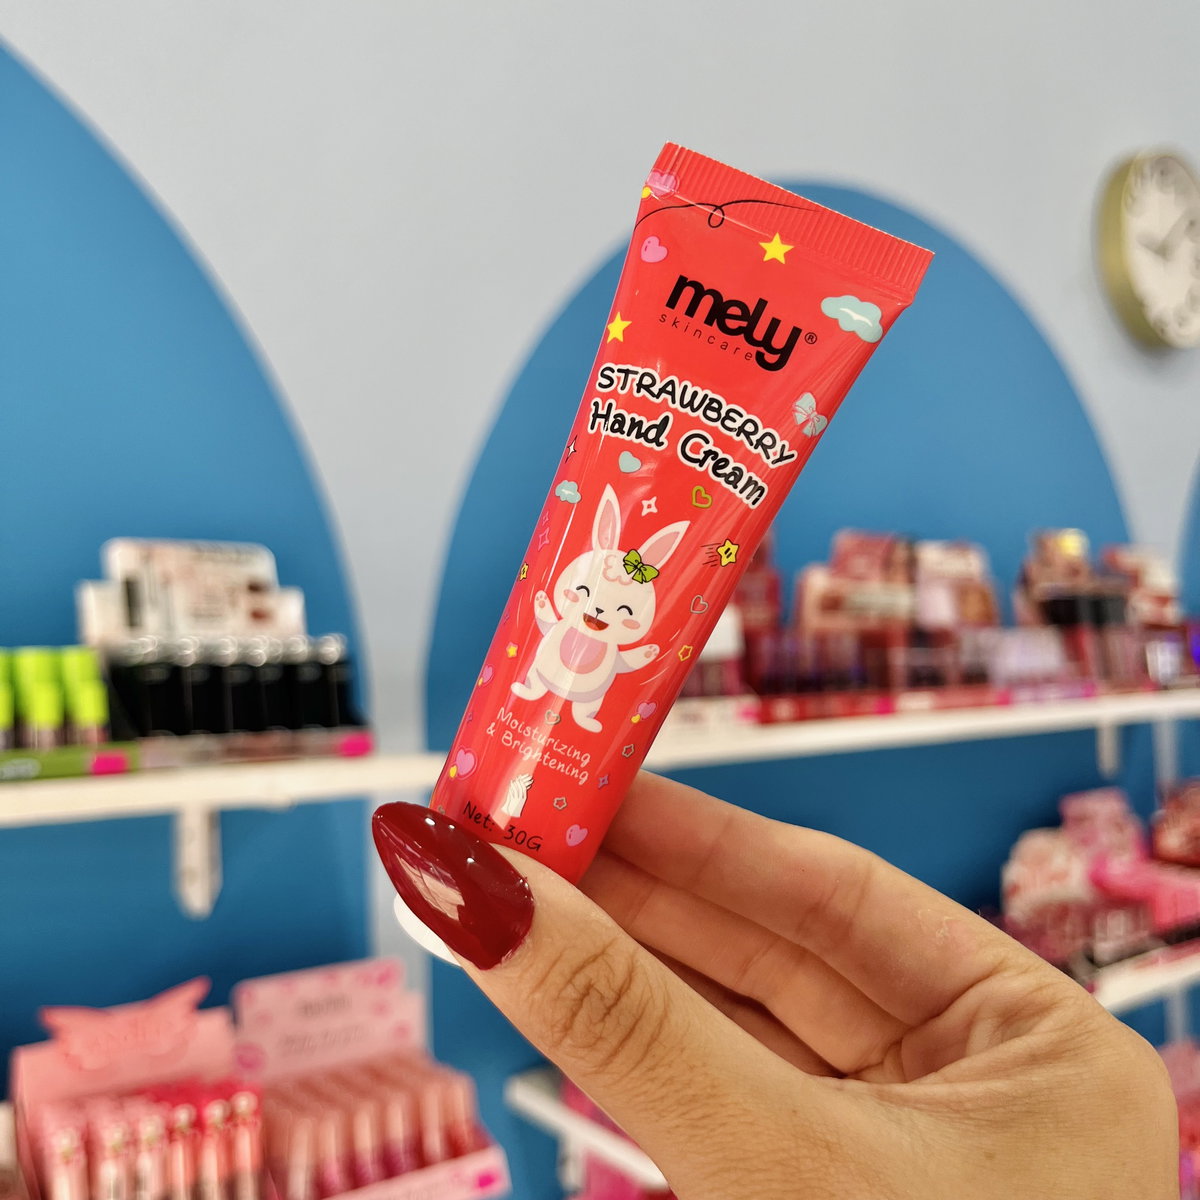 mely®
skincare
STRAWBERRY
Hand Cream
Moisturizing
& Brightening
Net: 30G